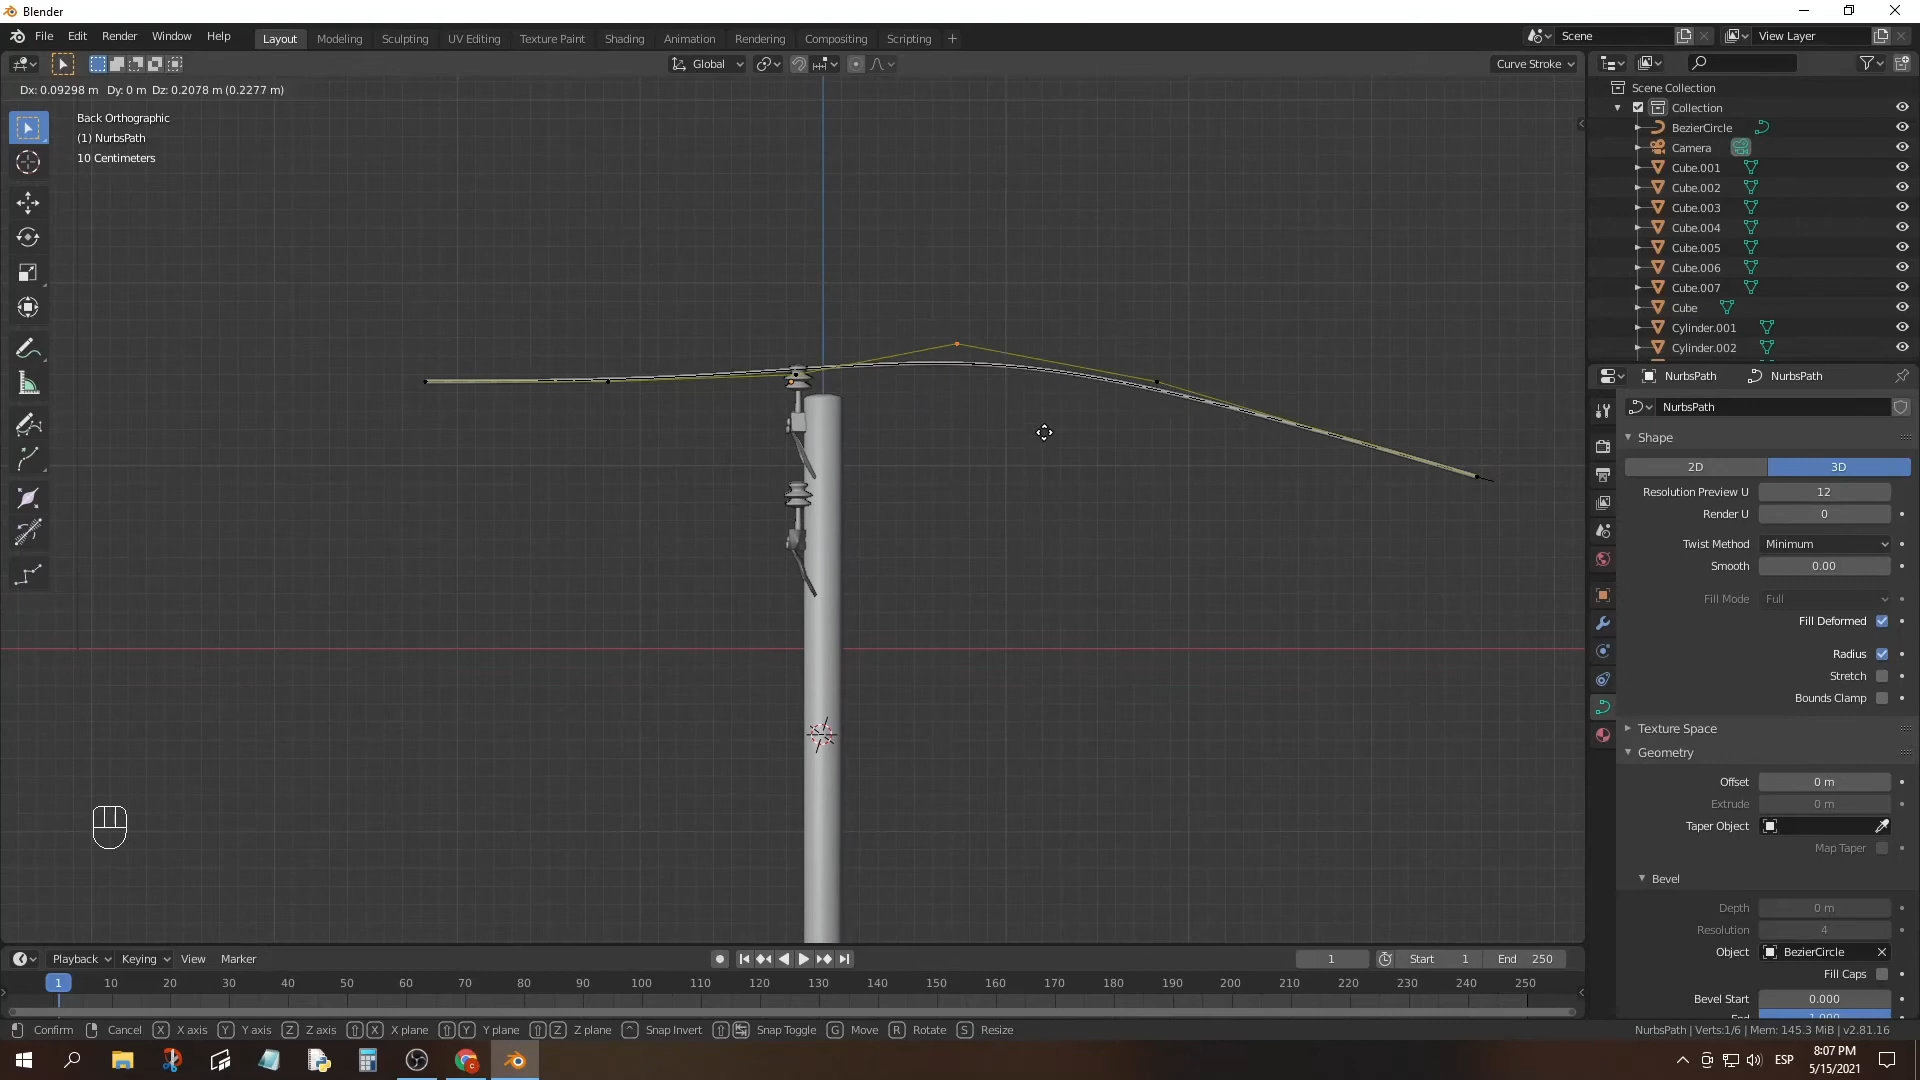 Blender
File Edit Render Window Help
Layout Modeling Sculpting UV Editing Texture Paint Shading Animation Rendering Compositing Scripting +
Scene
View Layer
Global
Curve Stroke
Dx: 0.09298 m Dy: 0 m Dz: 0.2078 m (0.2277 m)
Back Orthographic
(1) NurbsPath
10 Centimeters
Scene Collection
Collection
BezierCircle
Camera
Cube.001
Cube.002
Cube.003
Cube.004
Cube.005
Cube.006
Cube.007
Cube
Cylinder.001
Cylinder.002
NurbsPath NurbsPath
NurbsPath
Shape
2D 3D
Resolution Preview U 12
Render U 0
Twist Method Minimum
Smooth 0.00
Fill Mode Full
Fill Deformed
Radius
Stretch
Bounds Clamp
Texture Space
Geometry
Offset 0 m
Extrude 0 m
Taper Object
Map Taper
Bevel
Depth 0 m
Resolution 4
Object BezierCircle
Fill Caps
Bevel Start 0.000
End 1.000
Playback Keying View Marker
1 Start 1 End 250
1 10 20 30 40 50 60 70 80 90 100 110 120 130 140 150 160 170 180 190 200 210 220 230 240 250
Confirm Cancel X X axis Y Y axis Z Z axis X X plane Y Y plane Z Z plane ^ Snap Invert Snap Toggle G Move R Rotate S Resize
NurbsPath | Verts:1/6 | Mem: 145.3 MiB | v2.81.16
ESP
8:07 PM
5/15/2021